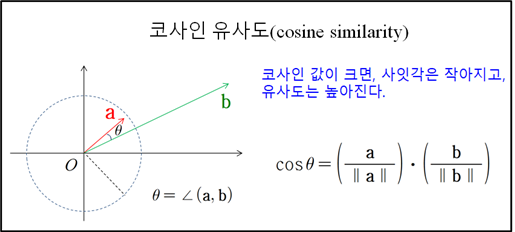 코사인 유사도(cosine similarity)
코사인 값이 크면, 사잇각은 작아지고,
유사도는 높아진다.
a
b
θ
O
θ = ∠(a, b)
cosθ = (a / ‖a‖) · (b / ‖b‖)